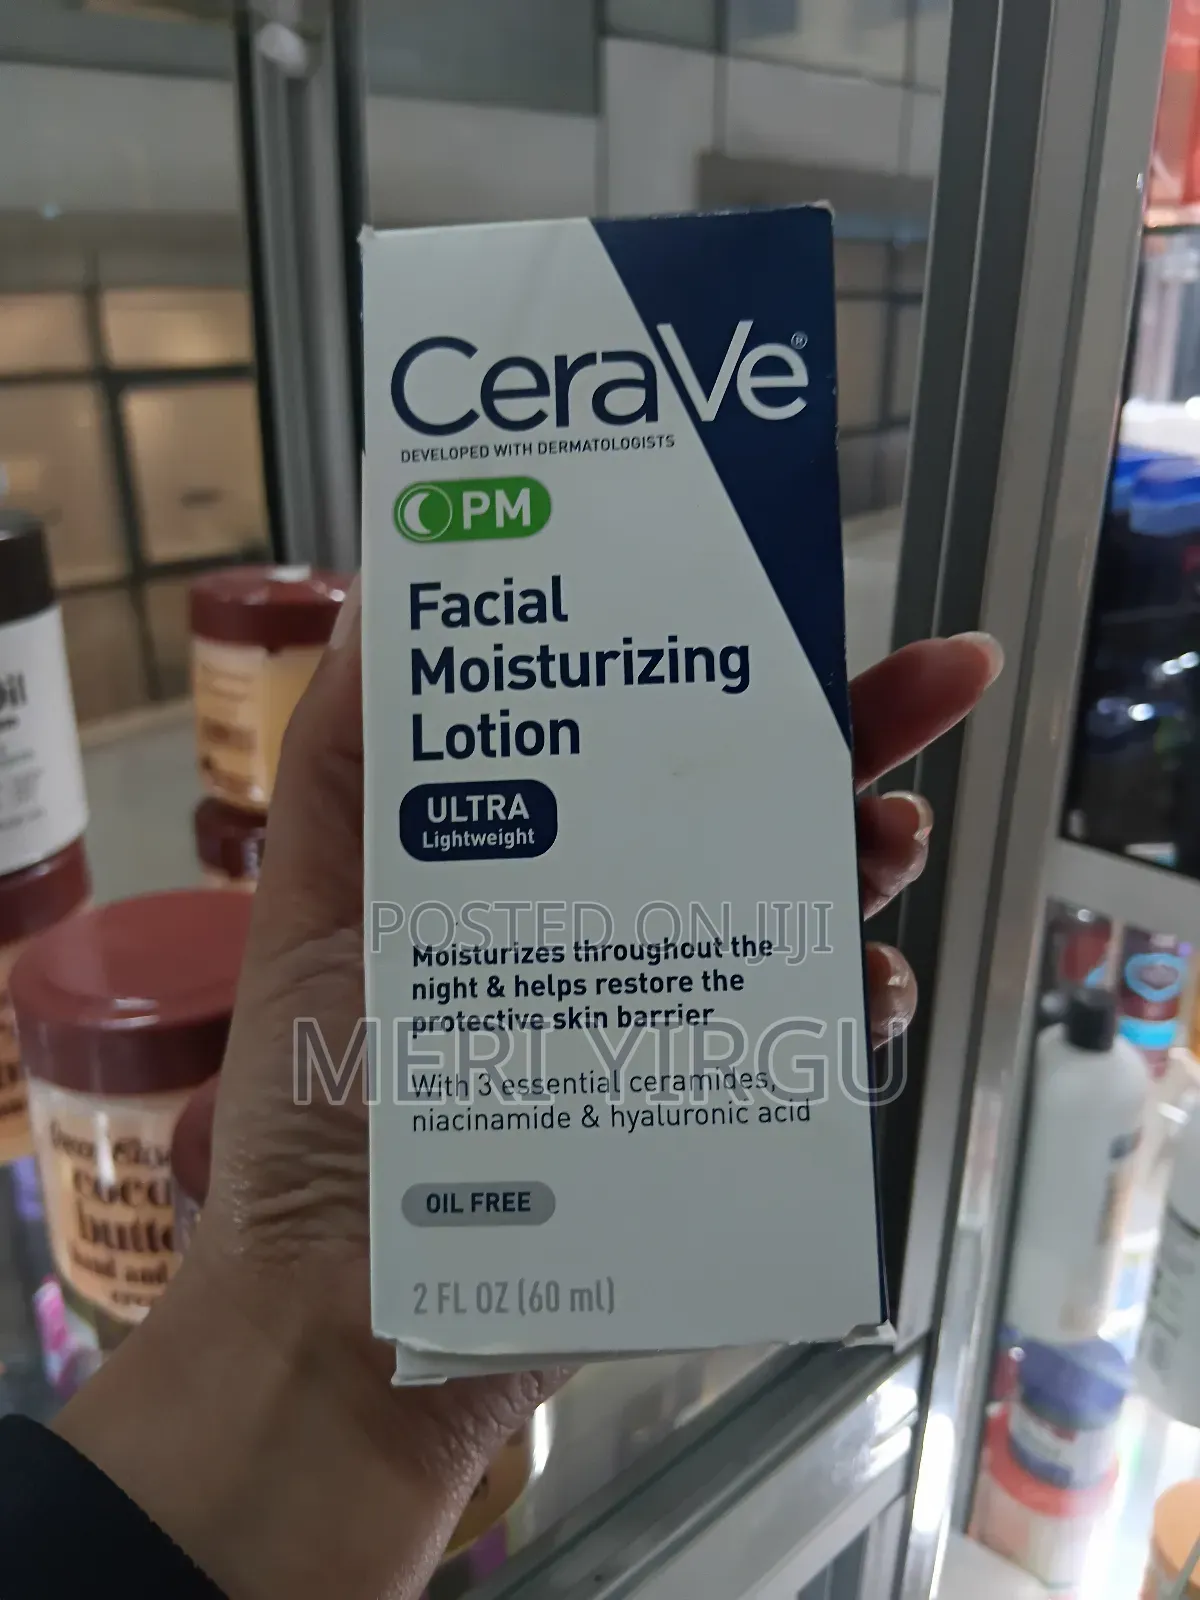 CeraVe®
DEVELOPED WITH DERMATOLOGISTS
PM
Facial
Moisturizing
Lotion
ULTRA
Lightweight
POSTED ON JIJI
Moisturizes throughout the
night & helps restore the
protective skin barrier
MERI YIRGU
With 3 essential ceramides,
niacinamide & hyaluronic acid
OIL FREE
2 FL OZ (60 ml)
coco
butte